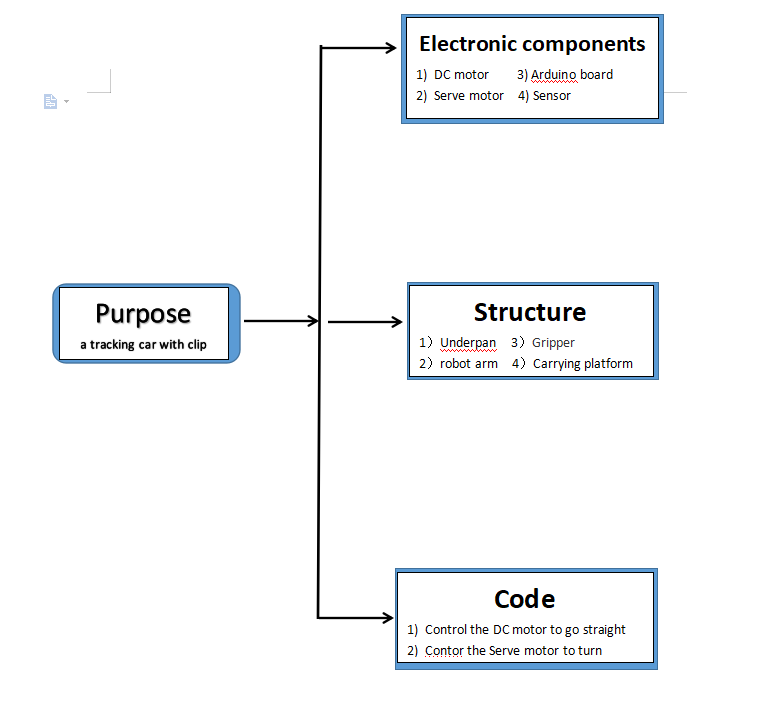 Electronic components
1) DC motor 3) Arduino board
2) Serve motor 4) Sensor
Purpose
a tracking car with clip
Structure
1) Underpan 3) Gripper
2) robot arm 4) Carrying platform
Code
1) Control the DC motor to go straight
2) Contor the Serve motor to turn